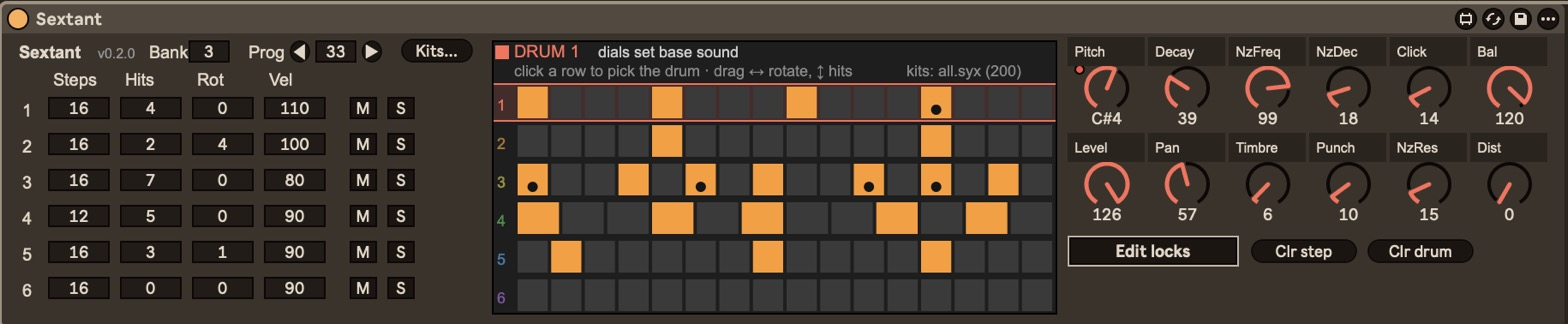 Sextant
Sextant v0.2.0 Bank 3 Prog 33 Kits...
Steps Hits Rot Vel
1 16 4 0 110 M S
2 16 2 4 100 M S
3 16 7 0 80 M S
4 12 5 0 90 M S
5 16 3 1 90 M S
6 16 0 0 90 M S
DRUM 1 dials set base sound
click a row to pick the drum · drag ↔ rotate, ↕ hits kits: all.syx (200)
1
2
3
4
5
6
Pitch Decay NzFreq NzDec Click Bal
C#4 39 99 18 14 120
Level Pan Timbre Punch NzRes Dist
126 57 6 10 15 0
Edit locks Clr step Clr drum